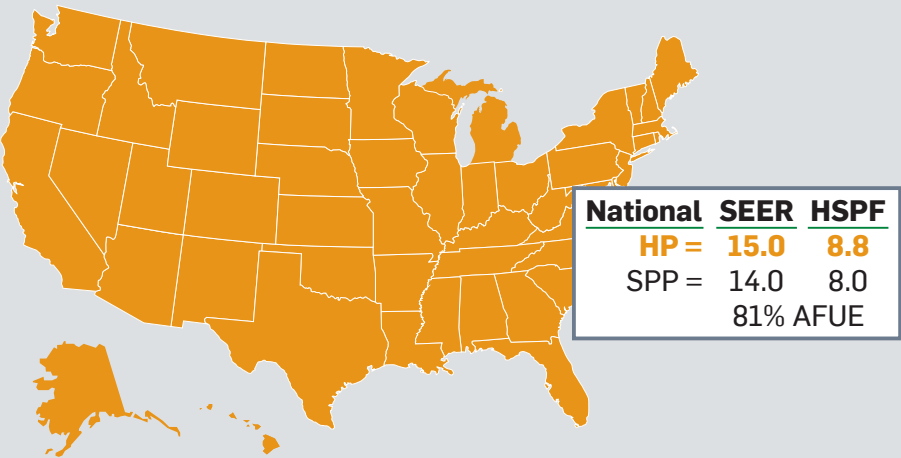 National SEER HSPF
HP = 15.0 8.8
SPP = 14.0 8.0
81% AFUE